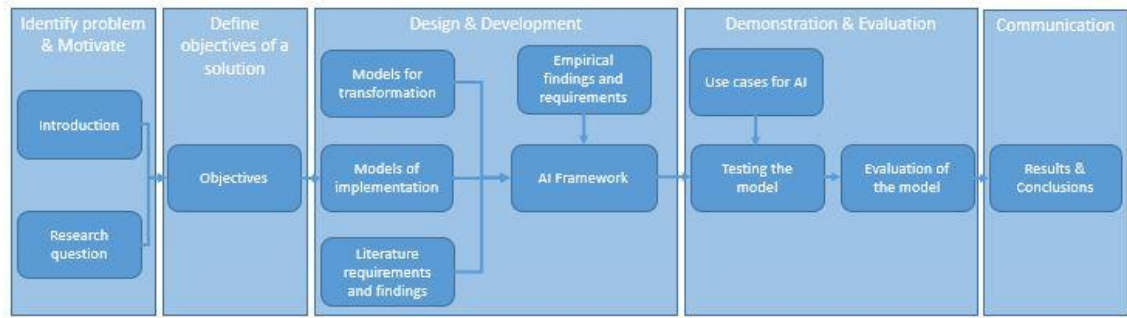 Identify problem
& Motivate
Introduction
Research
question
Define
objectives of a
solution
Objectives
Design & Development
Models for
transformation
Models of
implementation
Literature
requirements
and findings
Empirical
findings and
requirements
AI Framework
Demonstration & Evaluation
Use cases for AI
Testing the
model
Evaluation of
the model
Communication
Results &
Conclusions